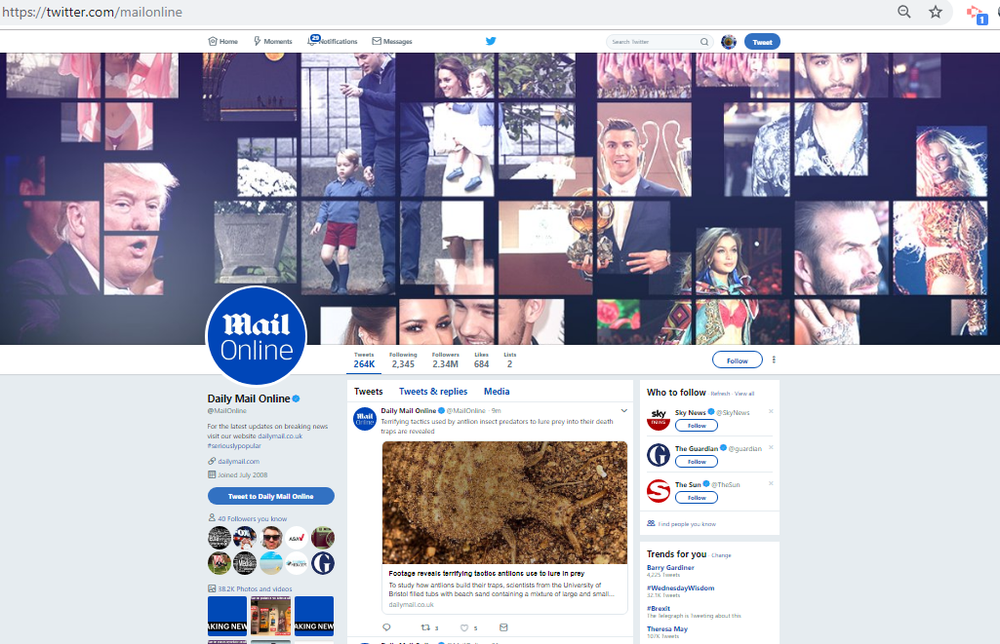 https://twitter.com/mailonline
1
Home
Moments
29
Notifications
Messages
Search Twitter
Tweet
Mail
Online
Tweets
264K
Following
2,345
Followers
2.34M
Likes
684
Lists
2
Follow
Daily Mail Online
@MailOnline
For the latest updates on breaking news
visit our website dailymail.co.uk
#seriouslypopular
dailymail.com
Joined July 2008
Tweet to Daily Mail Online
40 Followers you know
38.2K Photos and videos
AKING NEW
AKING NEW
Tweets
Tweets & replies
Media
Daily Mail Online @MailOnline · 9m
Terrifying tactics used by antlion insect predators to lure prey into their death
traps are revealed
Footage reveals terrifying tactics antlions use to lure in prey
To study how antlions build their traps, scientists from the University of
Bristol filled tubs with beach sand containing a mixture of large and small...
dailymail.co.uk
3
5
Who to follow · Refresh · View all
sky
news
Sky News @SkyNews
Follow
The Guardian @guardian
Follow
The Sun @TheSun
Follow
Find people you know
Trends for you · Change
Barry Gardiner
4,225 Tweets
#WednesdayWisdom
32.1K Tweets
#Brexit
The Telegraph is Tweeting about this
Theresa May
107K Tweets